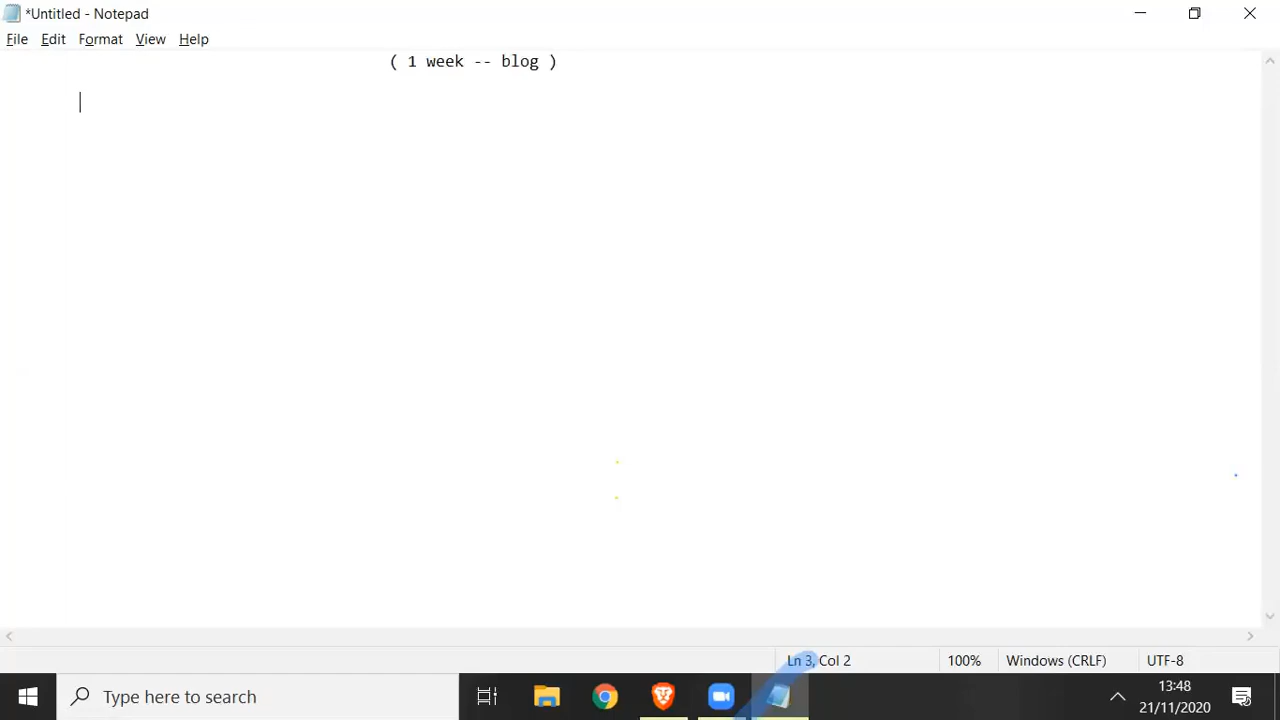 *Untitled - Notepad
File Edit Format View Help
( 1 week -- blog )
Ln 3, Col 2 100% Windows (CRLF) UTF-8
Type here to search
13:48
21/11/2020